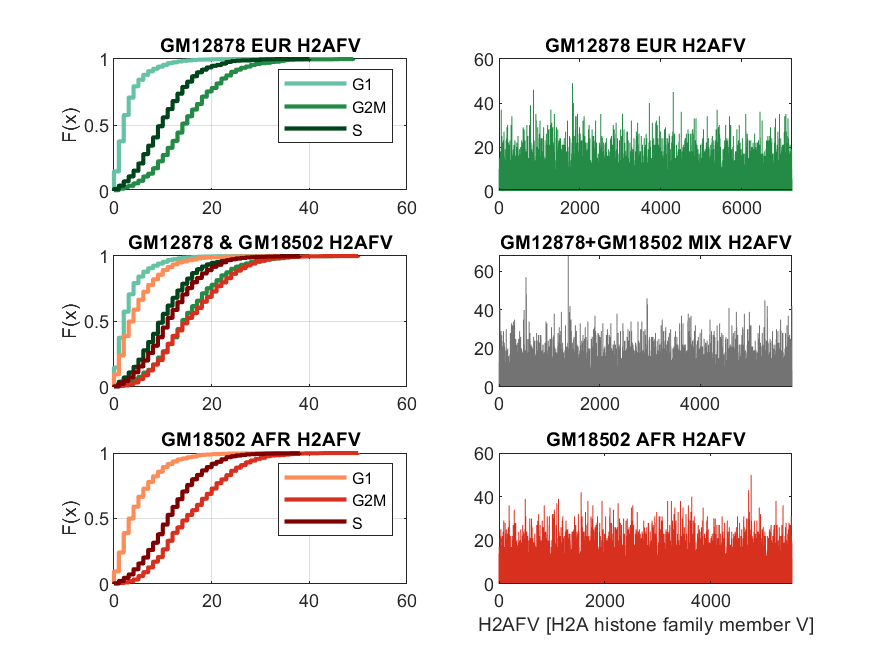 GM12878 EUR H2AFV
F(x)
1
0.5
0
0 20 40 60
G1
G2M
S
GM12878 EUR H2AFV
60
40
20
0
0 2000 4000 6000
GM12878 & GM18502 H2AFV
F(x)
1
0.5
0
0 20 40 60
GM12878+GM18502 MIX H2AFV
60
40
20
0
0 2000 4000
GM18502 AFR H2AFV
F(x)
1
0.5
0
0 20 40 60
G1
G2M
S
GM18502 AFR H2AFV
60
40
20
0
0 2000 4000
H2AFV [H2A histone family member V]